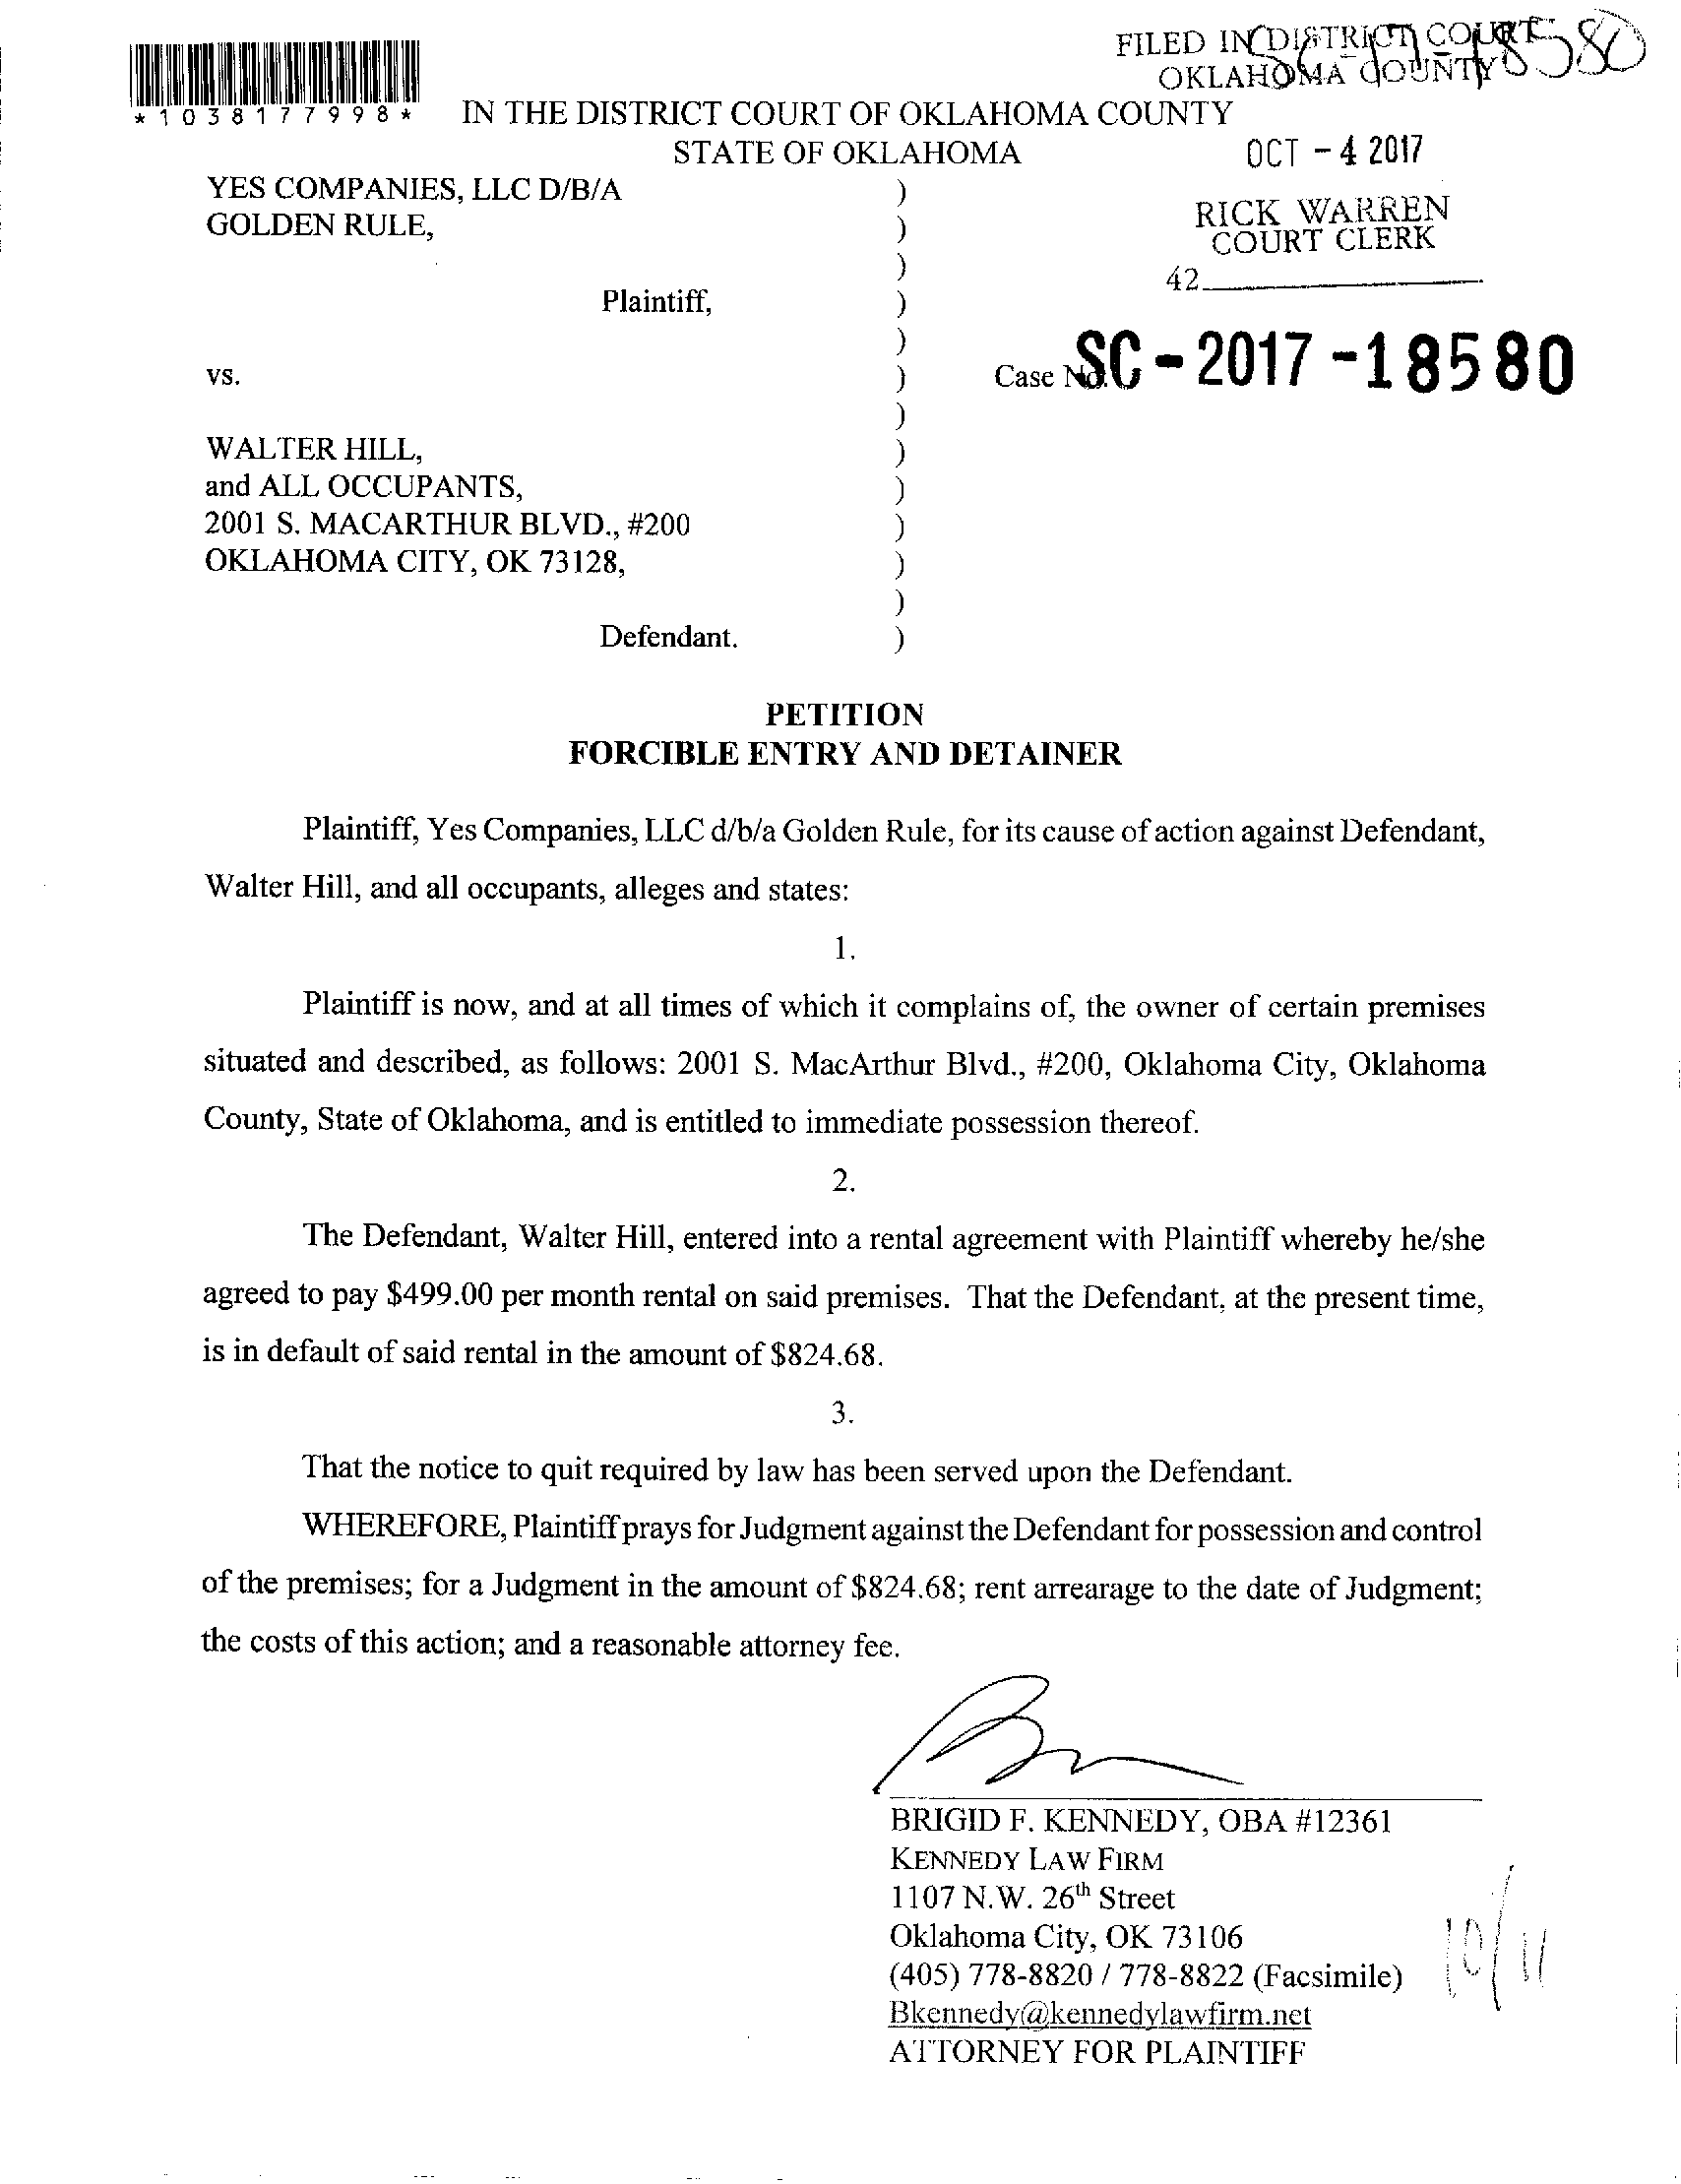 FILED IN DISTRICT COURT
OKLAHOMA COUNTY
*1038177998*
IN THE DISTRICT COURT OF OKLAHOMA COUNTY
STATE OF OKLAHOMA
OCT - 4 2017
YES COMPANIES, LLC D/B/A )
GOLDEN RULE, )
RICK WARREN
COURT CLERK
)
42
Plaintiff, )
)
vs. )
Case No. SC - 2017 - 18580
)
WALTER HILL, )
and ALL OCCUPANTS, )
2001 S. MACARTHUR BLVD., #200 )
OKLAHOMA CITY, OK 73128, )
)
Defendant. )
PETITION
FORCIBLE ENTRY AND DETAINER
Plaintiff, Yes Companies, LLC d/b/a Golden Rule, for its cause of action against Defendant,
Walter Hill, and all occupants, alleges and states:
1.
Plaintiff is now, and at all times of which it complains of, the owner of certain premises
situated and described, as follows: 2001 S. MacArthur Blvd., #200, Oklahoma City, Oklahoma
County, State of Oklahoma, and is entitled to immediate possession thereof.
2.
The Defendant, Walter Hill, entered into a rental agreement with Plaintiff whereby he/she
agreed to pay $499.00 per month rental on said premises. That the Defendant, at the present time,
is in default of said rental in the amount of $824.68.
3.
That the notice to quit required by law has been served upon the Defendant.
WHEREFORE, Plaintiff prays for Judgment against the Defendant for possession and control
of the premises; for a Judgment in the amount of $824.68; rent arrearage to the date of Judgment;
the costs of this action; and a reasonable attorney fee.
BRIGID F. KENNEDY, OBA #12361
KENNEDY LAW FIRM
1107 N.W. 26th Street
Oklahoma City, OK 73106
(405) 778-8820 / 778-8822 (Facsimile)
Bkennedy@kennedylawfirm.net
ATTORNEY FOR PLAINTIFF
10/11